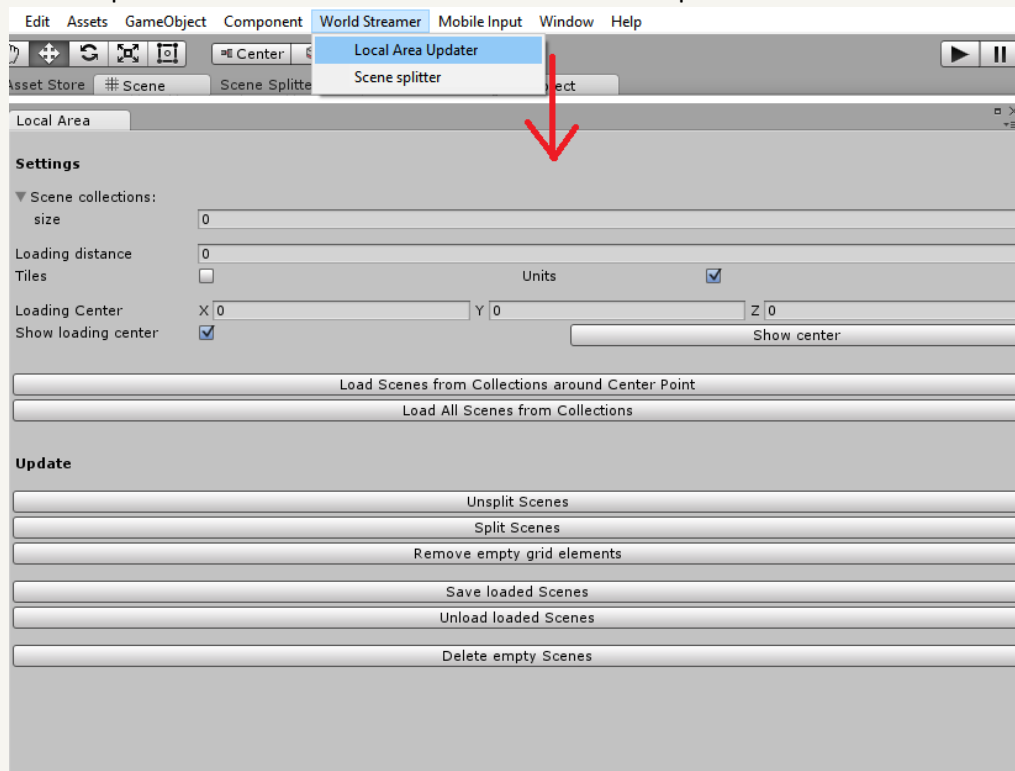 Edit Assets GameObject Component World Streamer Mobile Input Window Help
Center Local Area Updater
Asset Store # Scene Scene Splitte Scene splitter
Local Area
Settings
Scene collections:
size 0
Loading distance 0
Tiles Units
Loading Center X 0 Y 0 Z 0
Show loading center Show center
Load Scenes from Collections around Center Point
Load All Scenes from Collections
Update
Unsplit Scenes
Split Scenes
Remove empty grid elements
Save loaded Scenes
Unload loaded Scenes
Delete empty Scenes